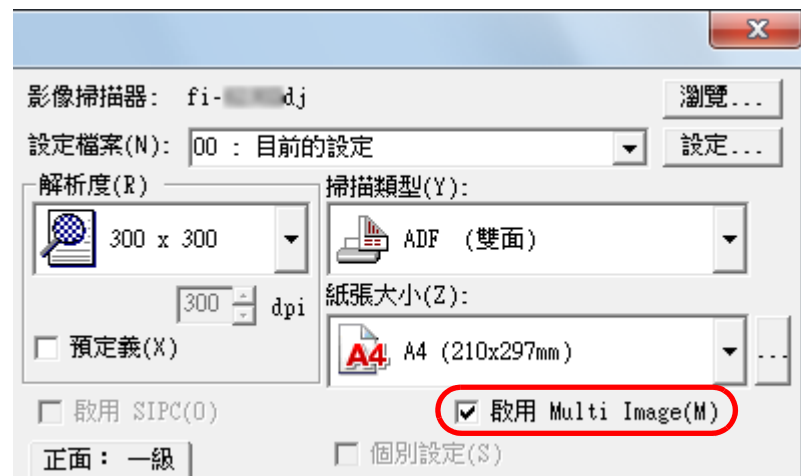 影像掃描器: fi- dj 瀏覽...
設定檔案(N): 00 : 目前的設定 設定...
解析度(R) 掃描類型(Y):
300 x 300 ADF (雙面)
300 dpi 紙張大小(Z):
預定義(X) A4 A4 (210x297mm) ...
啟用 SIPC(O) 啟用 Multi Image(M)
正面: 一級 個別設定(S)